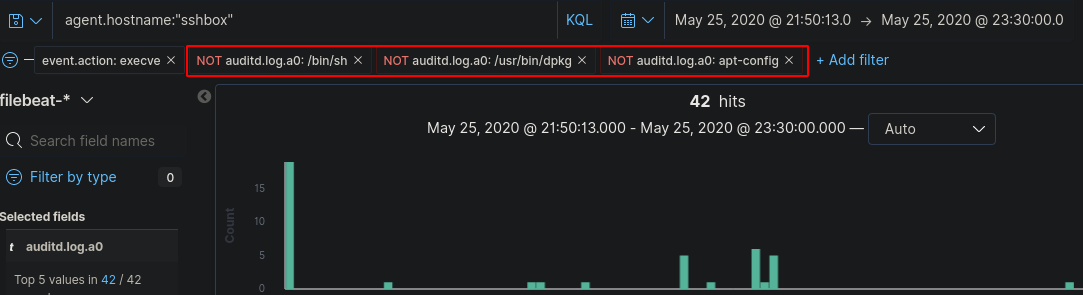 agent.hostname:"sshbox" KQL May 25, 2020 @ 21:50:13.0 → May 25, 2020 @ 23:30:00.0
event.action: execve × NOT auditd.log.a0: /bin/sh × NOT auditd.log.a0: /usr/bin/dpkg × NOT auditd.log.a0: apt-config × + Add filter
filebeat-*
42 hits
May 25, 2020 @ 21:50:13.000 - May 25, 2020 @ 23:30:00.000 — Auto
Search field names
Filter by type 0
Selected fields
t auditd.log.a0
Top 5 values in 42 / 42
Count
15
10
5
0